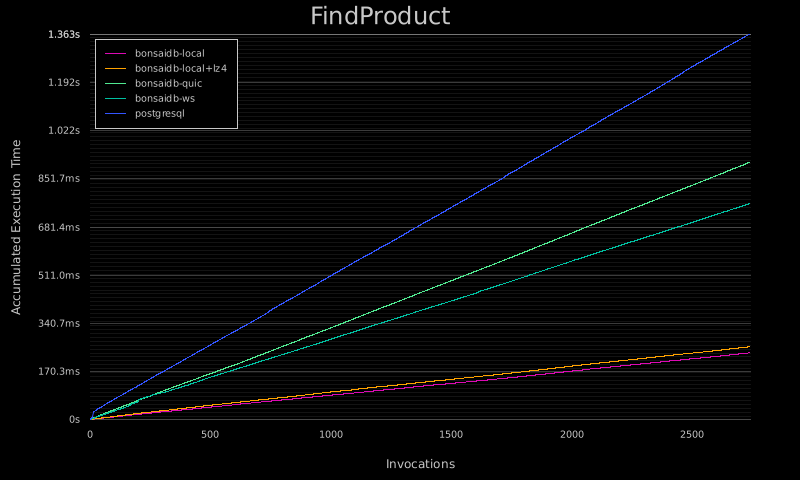 FindProduct
1.363s
bonsaidb-local
bonsaidb-local+lz4
bonsaidb-quic
bonsaidb-ws
postgresql
1.192s
1.022s
851.7ms
681.4ms
511.0ms
340.7ms
170.3ms
0s
Accumulated Execution Time
0 500 1000 1500 2000 2500
Invocations